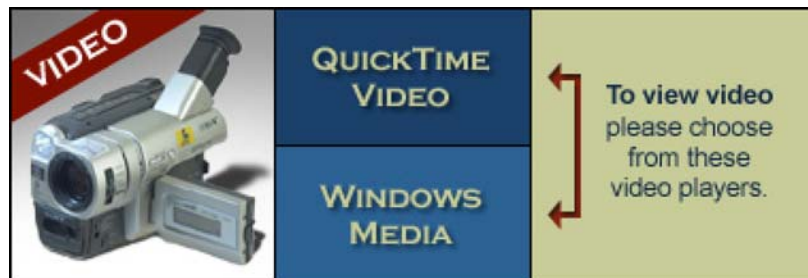 VIDEO
QUICKTIME
VIDEO
WINDOWS
MEDIA
To view video
please choose
from these
video players.